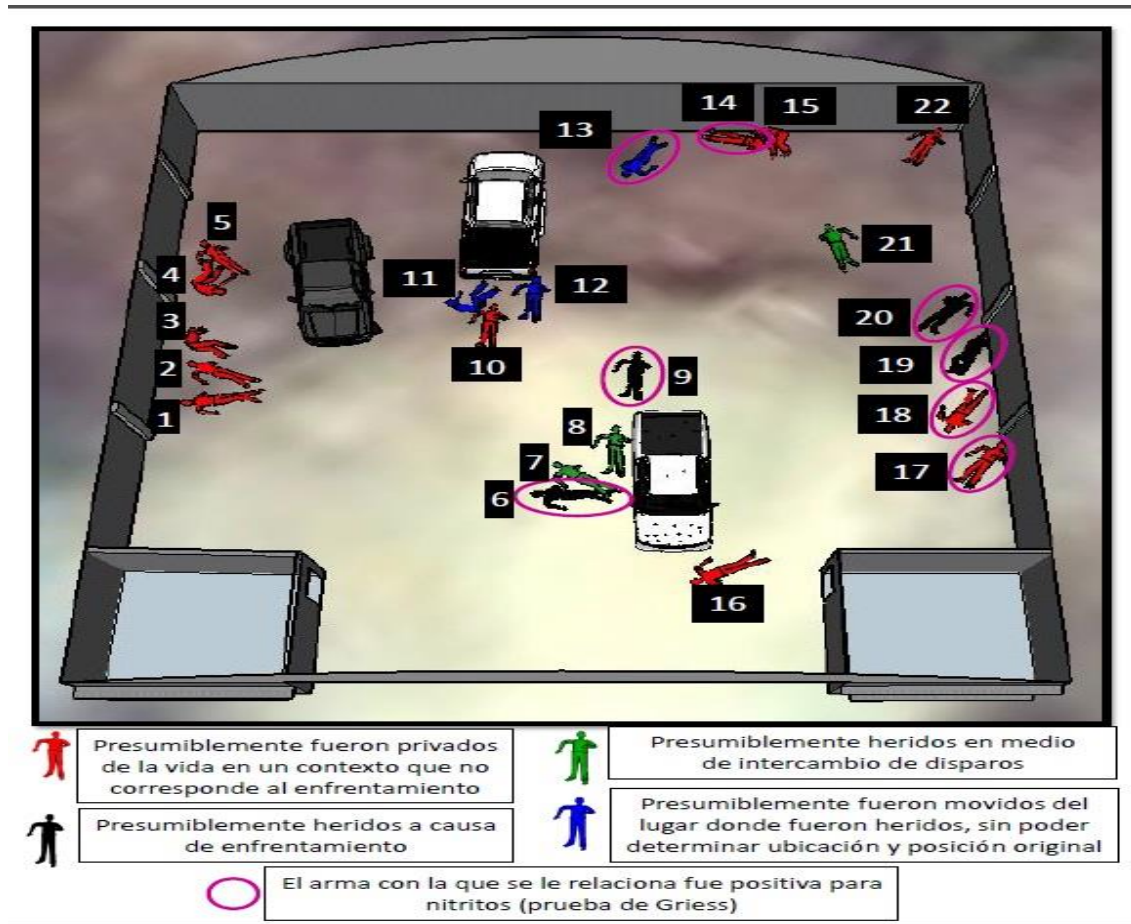 14
15
22
13
5
21
4
11
12
3
20
2
10
19
9
1
18
8
7
17
6
16
Presumiblemente fueron privados
de la vida en un contexto que no
corresponde al enfrentamiento
Presumiblemente heridos en medio
de intercambio de disparos
Presumiblemente heridos a causa
de enfrentamiento
Presumiblemente fueron movidos del
lugar donde fueron heridos, sin poder
determinar ubicación y posición original
El arma con la que se le relaciona fue positiva para
nitritos (prueba de Griess)